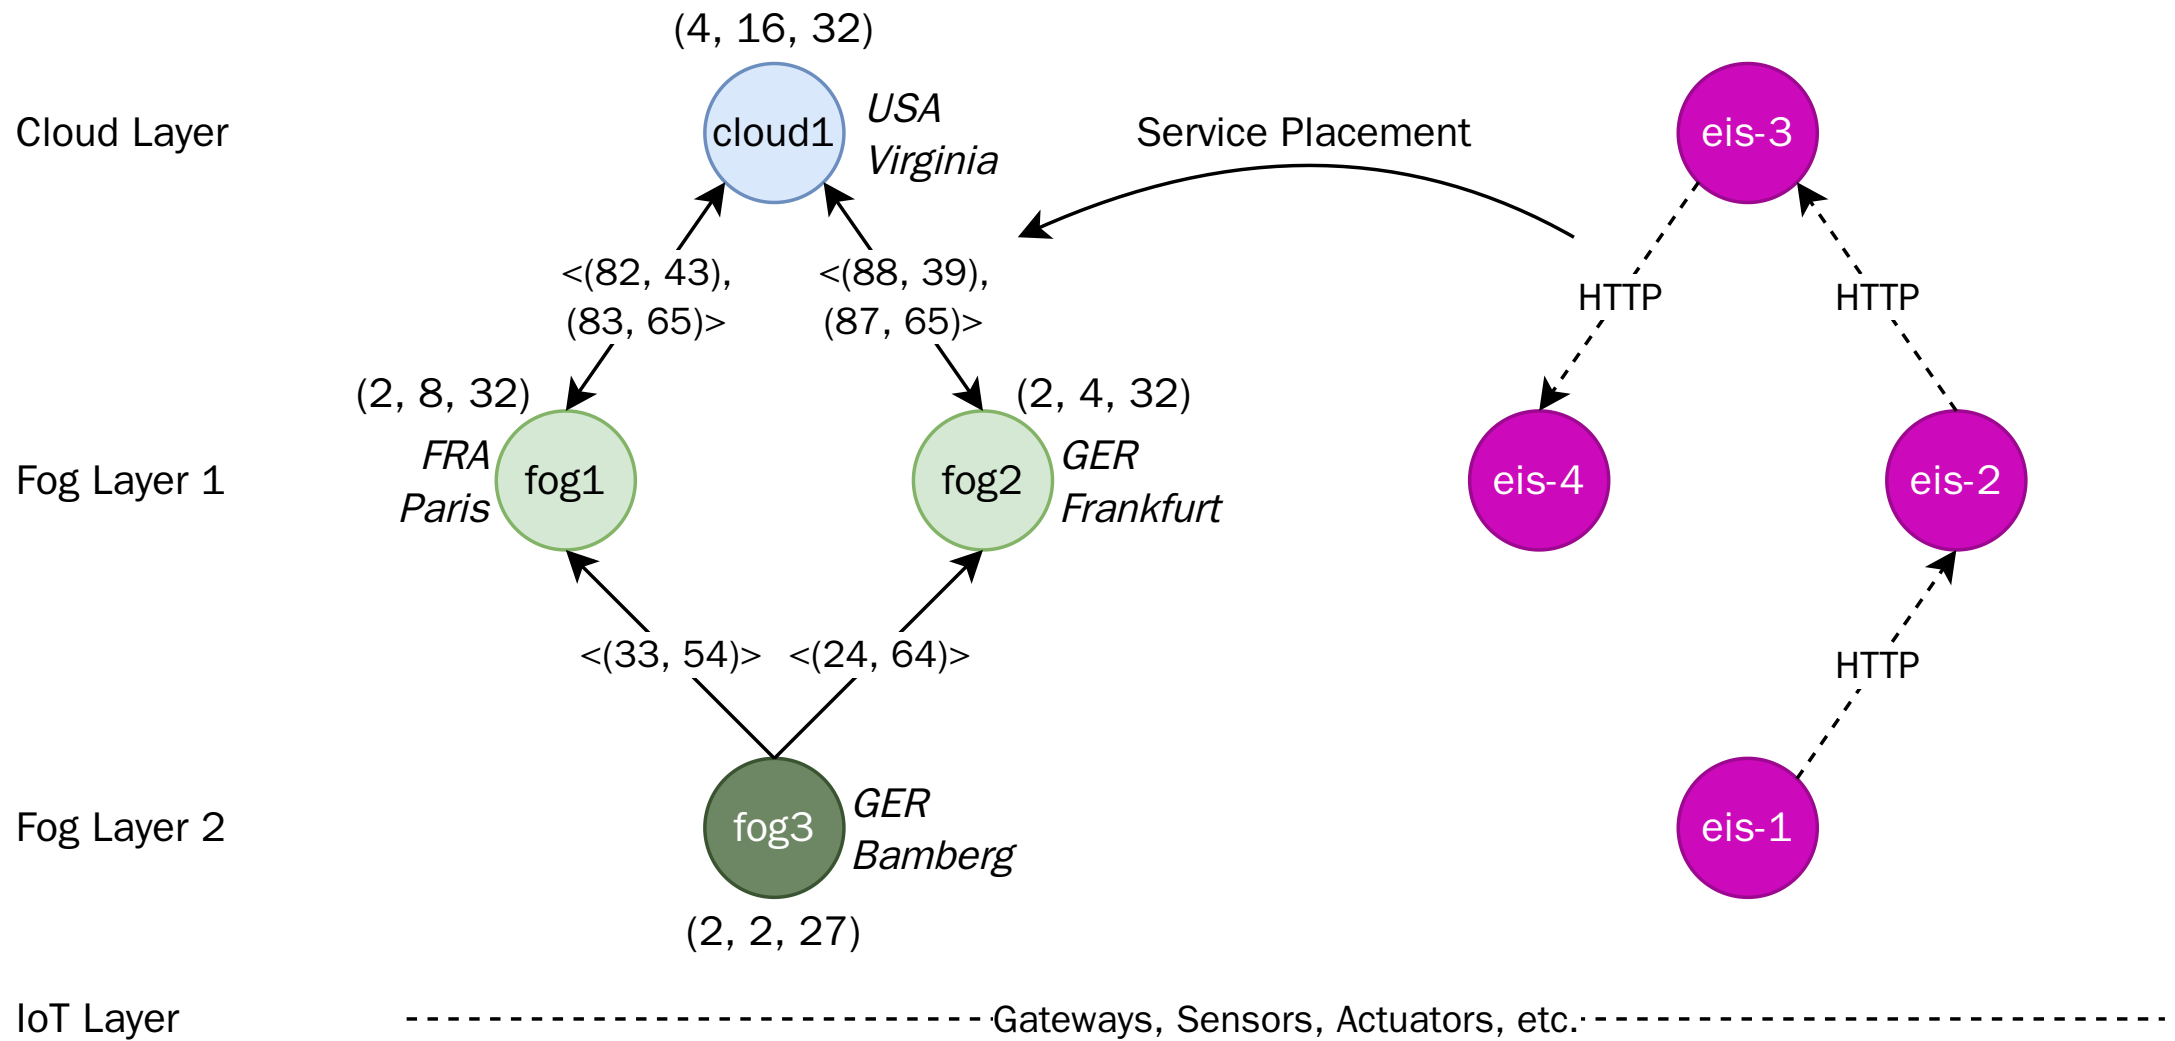 (4, 16, 32)
Cloud Layer
cloud1
USA
Virginia
Service Placement
eis-3
<(82, 43),
(83, 65)>
<(88, 39),
(87, 65)>
HTTP
HTTP
(2, 8, 32)
(2, 4, 32)
Fog Layer 1
FRA
Paris
fog1
fog2
GER
Frankfurt
eis-4
eis-2
<(33, 54)>
<(24, 64)>
HTTP
Fog Layer 2
fog3
GER
Bamberg
eis-1
(2, 2, 27)
IoT Layer
Gateways, Sensors, Actuators, etc.